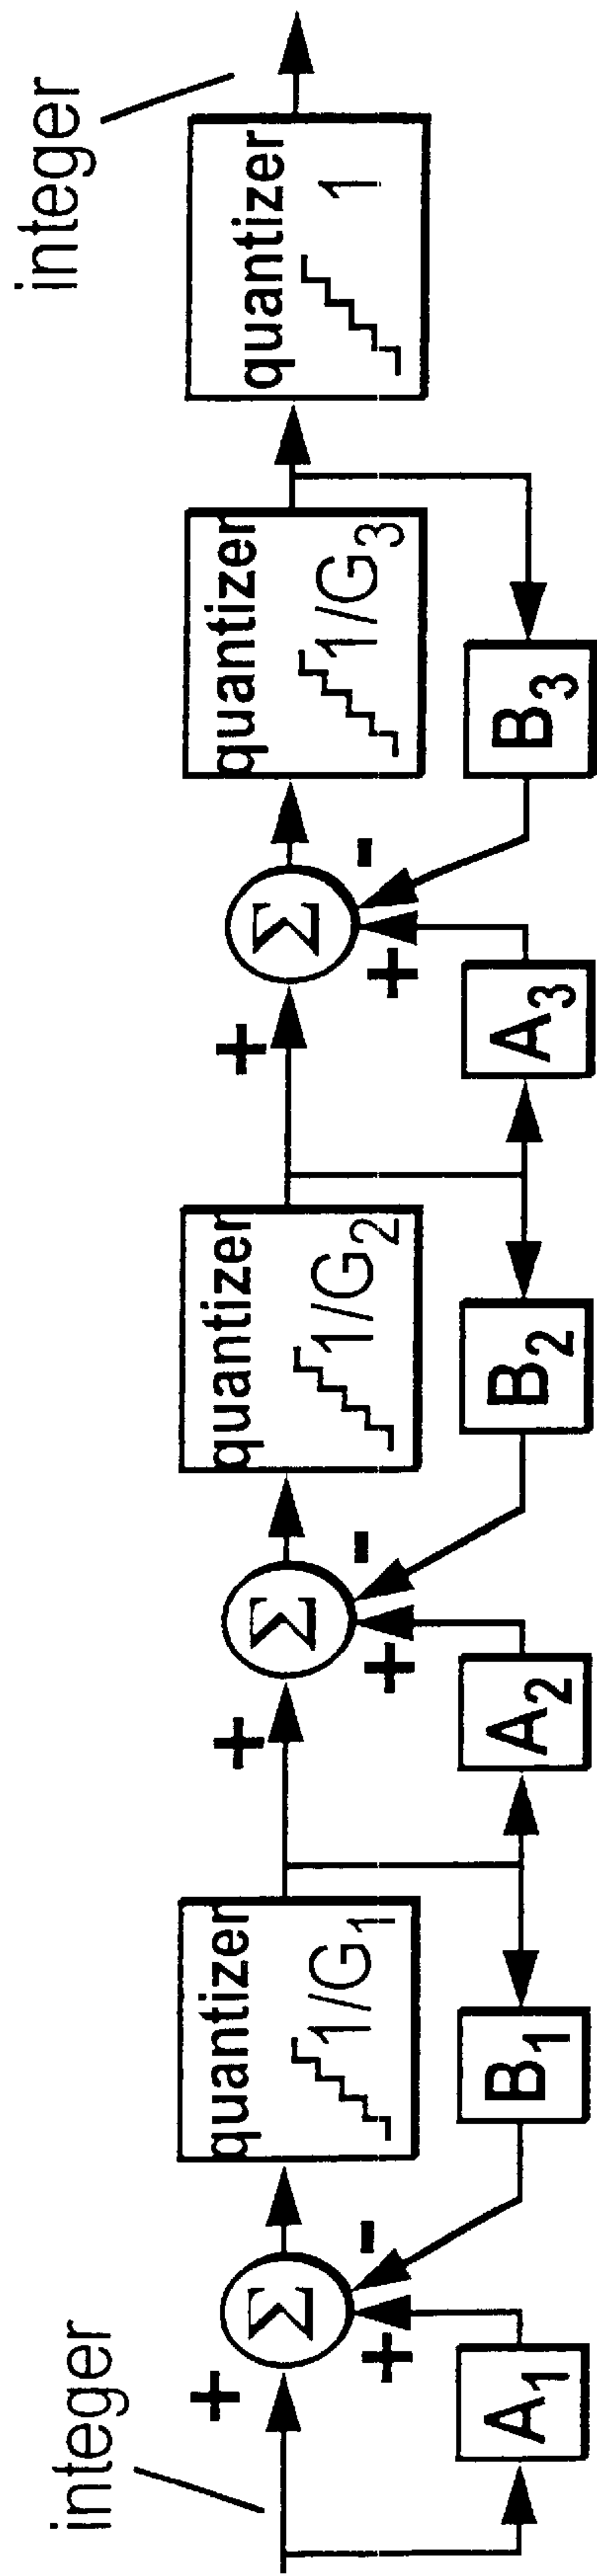 integer
+
Σ
+
-
A1
B1
quantizer
1/G1
+
Σ
+
-
A2
B2
quantizer
1/G2
+
Σ
+
-
A3
B3
quantizer
1/G3
quantizer
1
integer